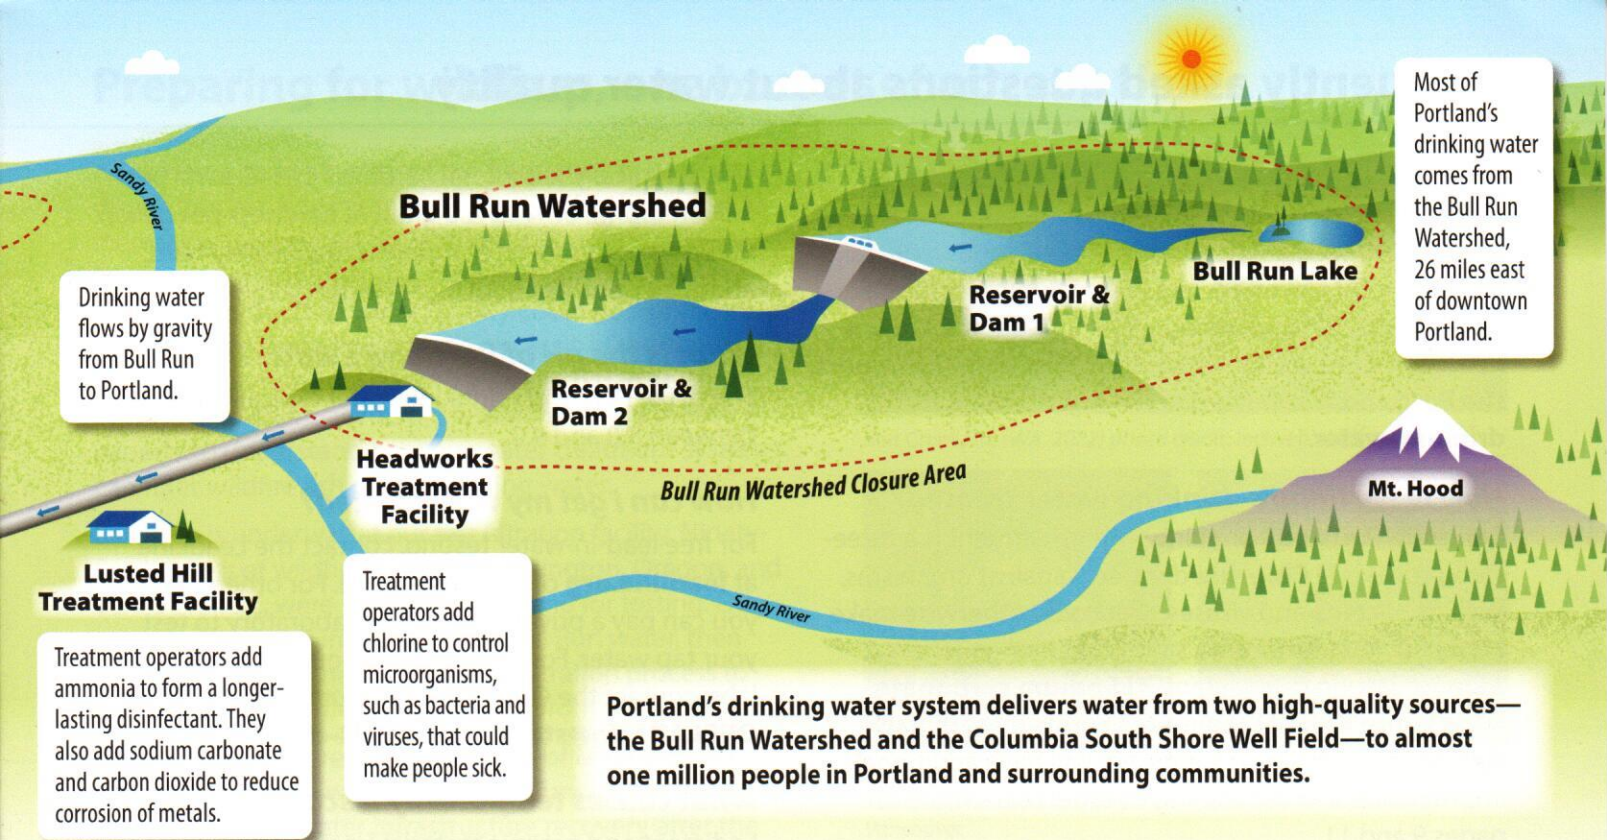 Sandy River
Bull Run Watershed
Most of
Portland's
drinking water
comes from
the Bull Run
Watershed,
26 miles east
of downtown
Portland.
Bull Run Lake
Reservoir &
Dam 1
Drinking water
flows by gravity
from Bull Run
to Portland.
Reservoir &
Dam 2
Headworks
Treatment
Facility
Bull Run Watershed Closure Area
Mt. Hood
Lusted Hill
Treatment Facility
Treatment
operators add
chlorine to control
microorganisms,
such as bacteria and
viruses, that could
make people sick.
Sandy River
Treatment operators add
ammonia to form a longer-
lasting disinfectant. They
also add sodium carbonate
and carbon dioxide to reduce
corrosion of metals.
Portland's drinking water system delivers water from two high-quality sources—
the Bull Run Watershed and the Columbia South Shore Well Field—to almost
one million people in Portland and surrounding communities.